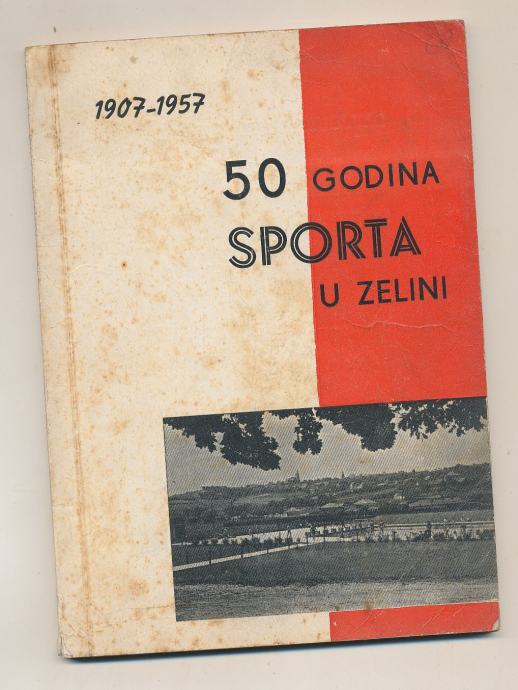 1907-1957
50 GODINA
SPORTA
U ZELINI